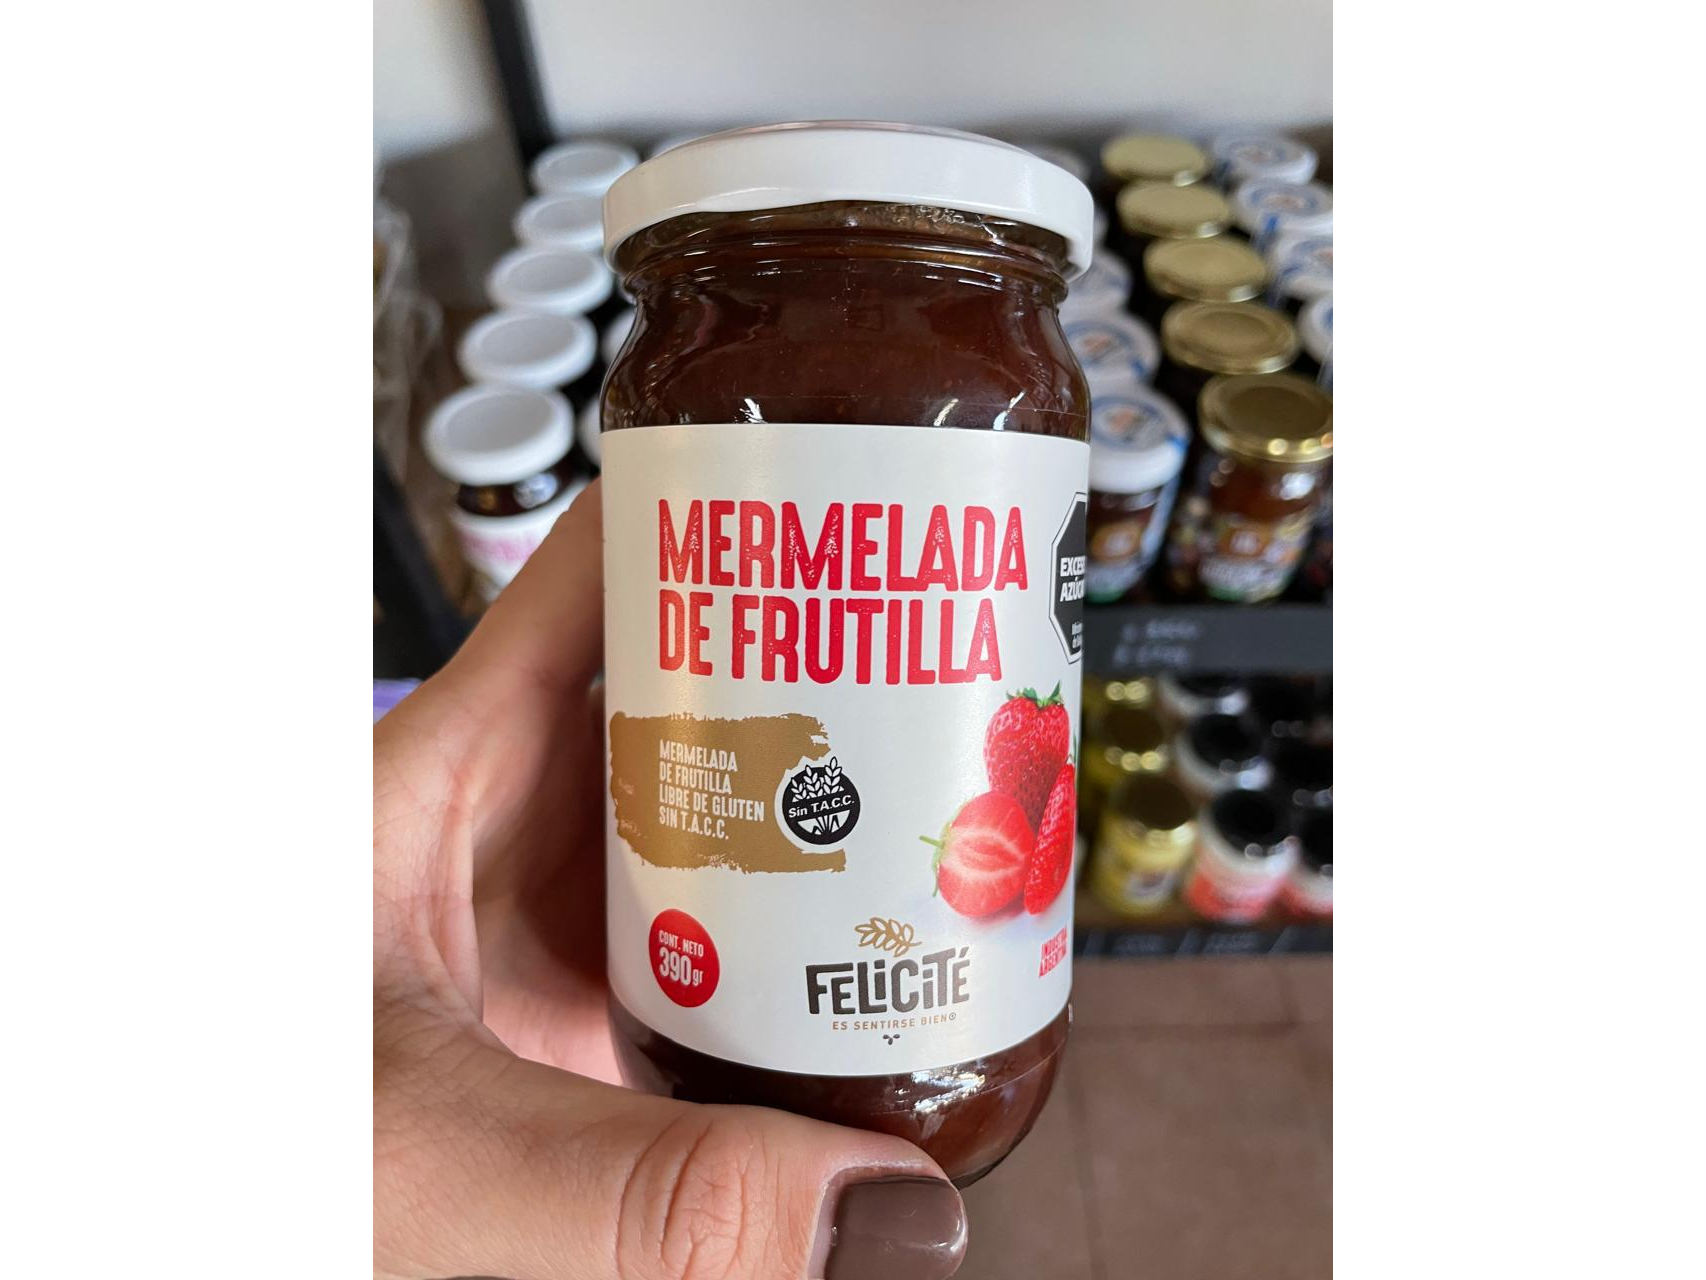 MERMELADA
DE FRUTILLA
MERMELADA
DE FRUTILLA
LIBRE DE GLUTEN
SIN T.A.C.C.
Sin T.A.C.C.
CONT. NETO
390gr
FELICITÉ
ES SENTIRSE BIEN®